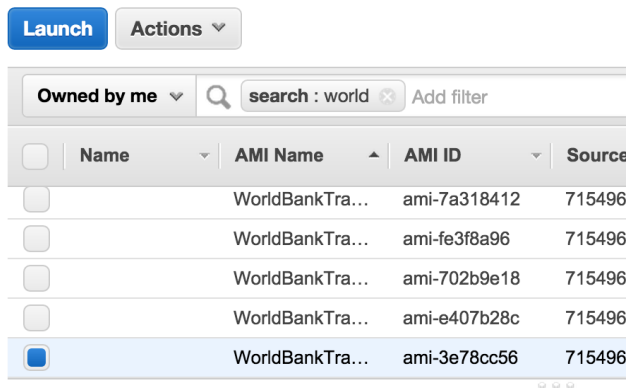 Launch Actions
Owned by me search : world Add filter
Name AMI Name AMI ID Source
WorldBankTra... ami-7a318412 715496
WorldBankTra... ami-fe3f8a96 715496
WorldBankTra... ami-702b9e18 715496
WorldBankTra... ami-e407b28c 715496
WorldBankTra... ami-3e78cc56 715496